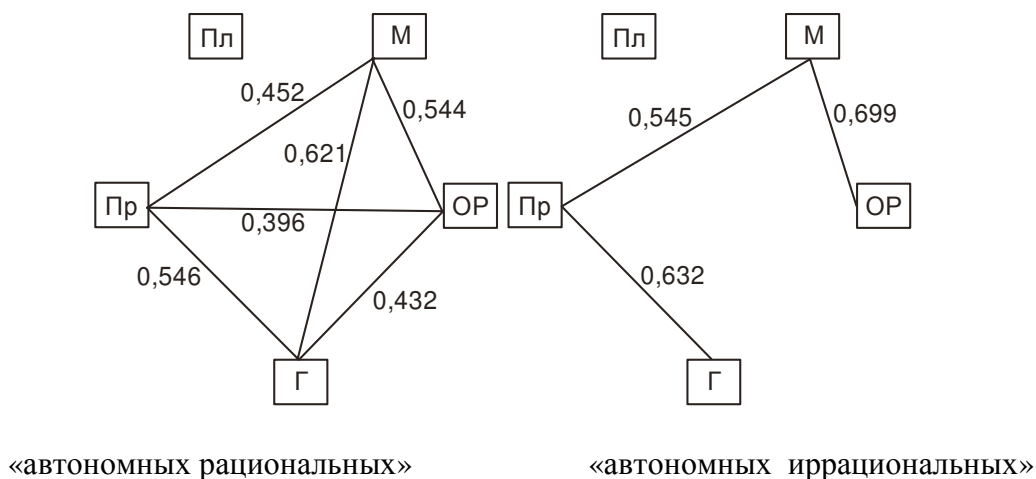 Пл М Пл М
0,452 0,544 0,545 0,699
0,621
Пр ОР Пр ОР
0,396
0,546 0,432 0,632
Г Г
«автономных рациональных» «автономных иррациональных»